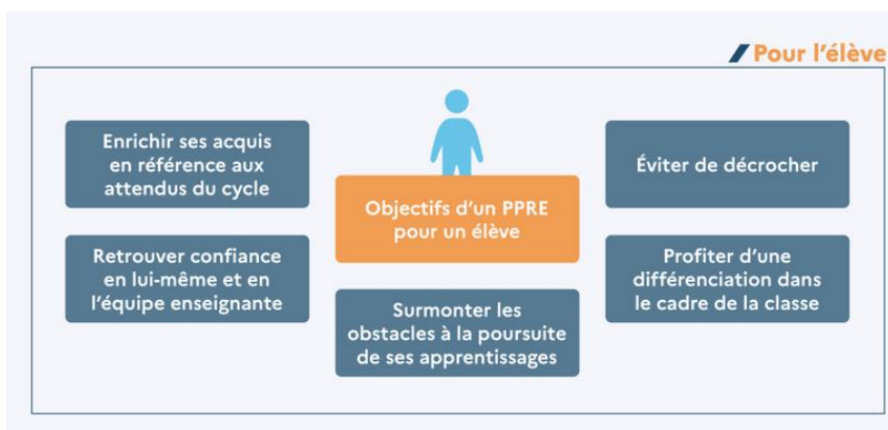 Pour l'élève
Enrichir ses acquis
en référence aux
attendus du cycle
Retrouver confiance
en lui-même et en
l'équipe enseignante
Objectifs d'un PPRE
pour un élève
Surmonter les
obstacles à la poursuite
de ses apprentissages
Éviter de décrocher
Profiter d'une
différenciation dans
le cadre de la classe